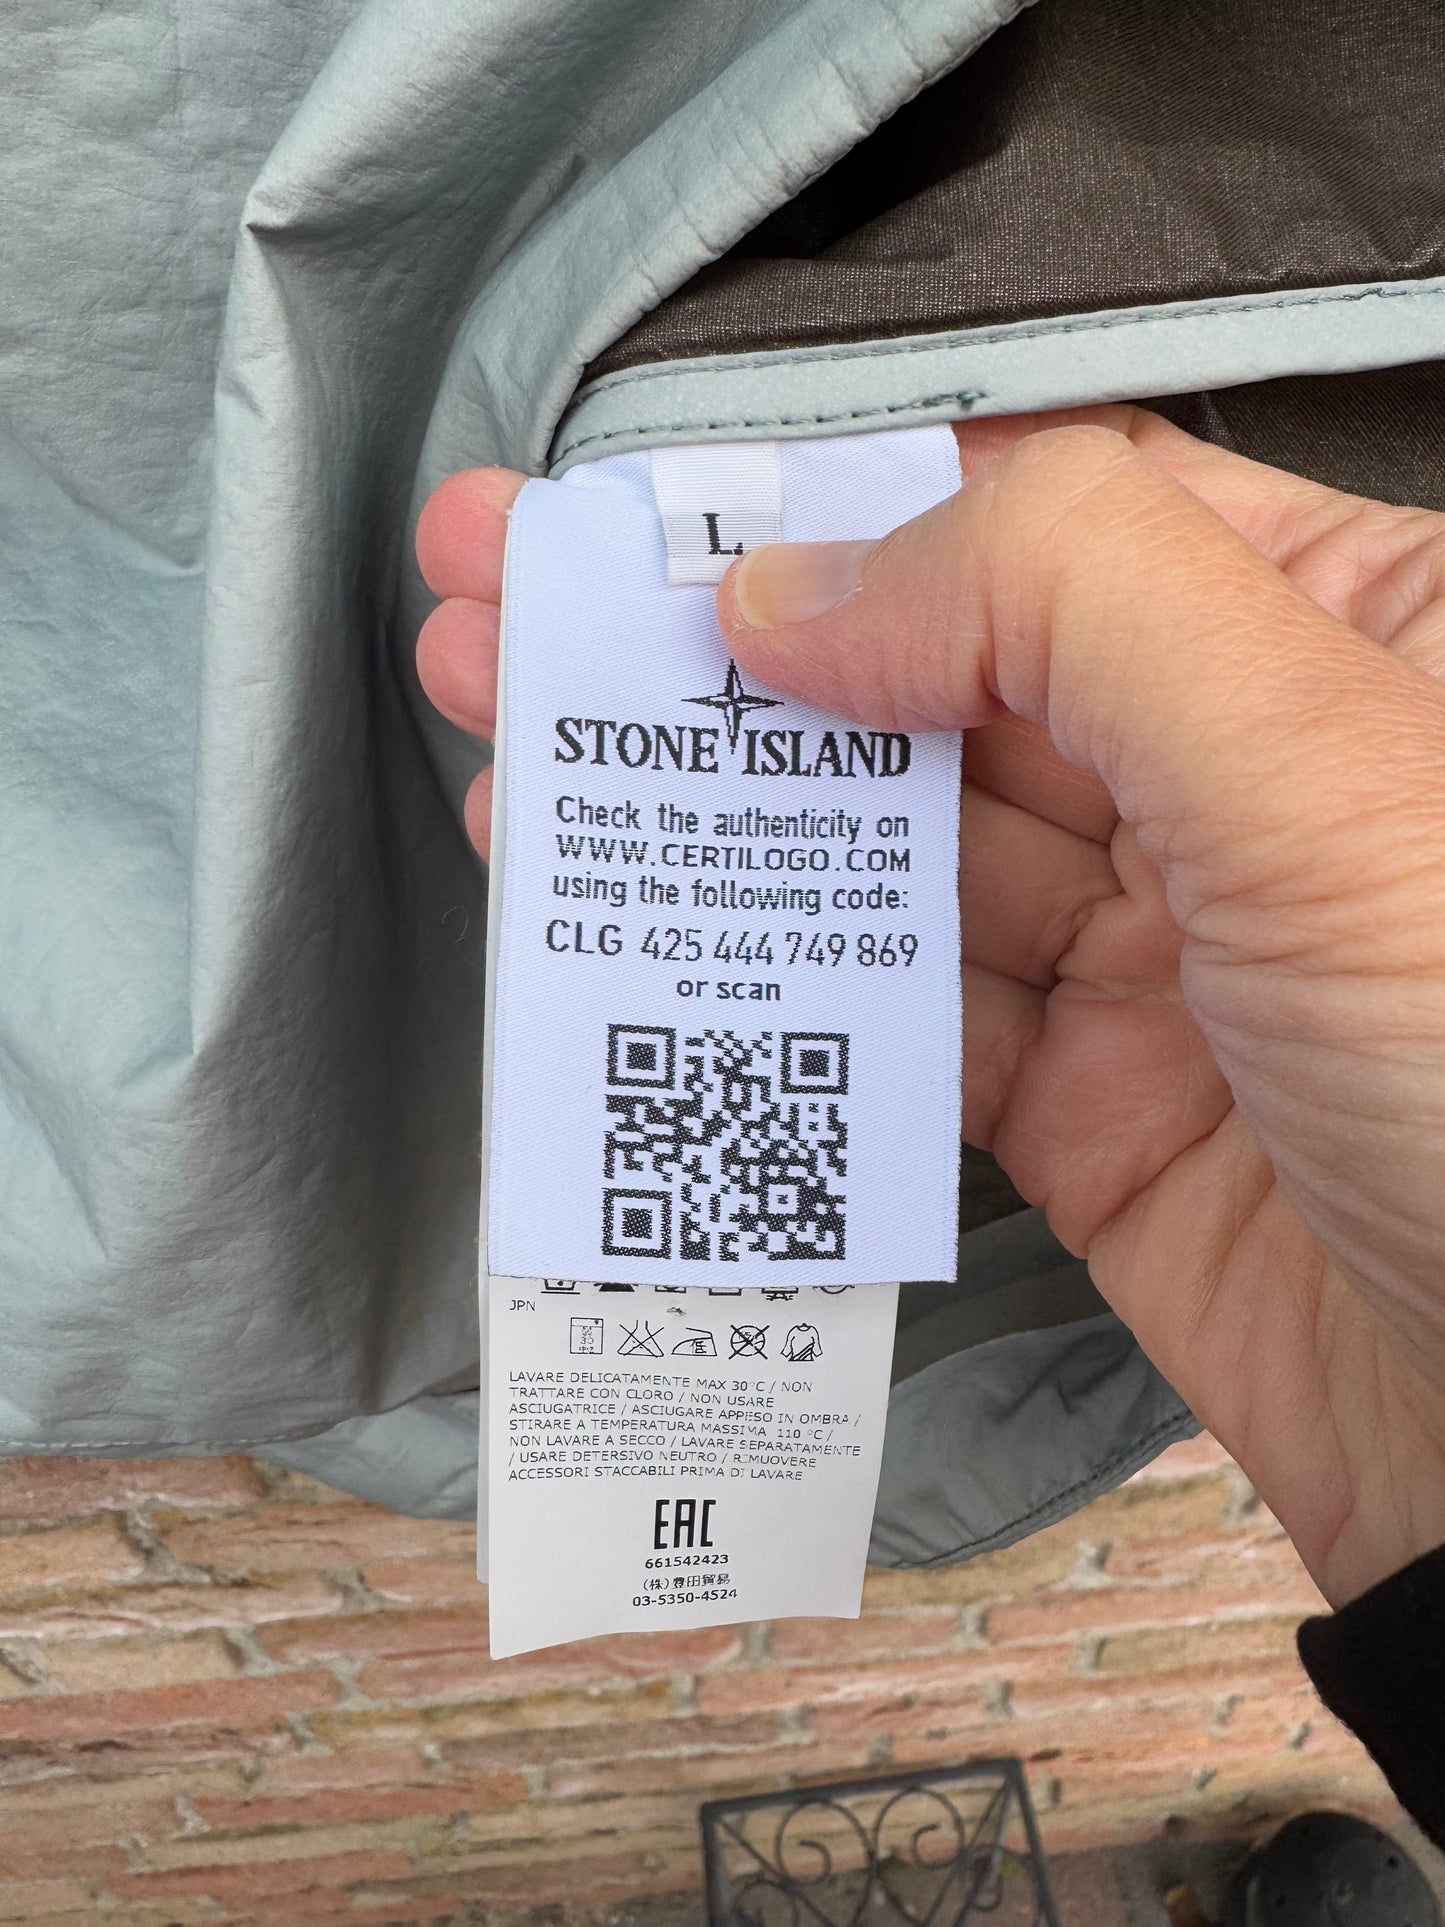 L
STONE ISLAND
Check the authenticity on
WWW.CERTILOGO.COM
using the following code:
CLG 425 444 749 869
or scan
JPN
LAVARE DELICATAMENTE MAX 30°C / NON
TRATTARE CON CLORO / NON USARE
ASCIUGATRICE / ASCIUGARE APPESO IN OMBRA /
STIRARE A TEMPERATURA MASSIMA 110 °C /
NON LAVARE A SECCO / LAVARE SEPARATAMENTE
/ USARE DETERSIVO NEUTRO / RIMUOVERE
ACCESSORI STACCABILI PRIMA DI LAVARE
EAC
661542423
(株)豊田貿易
03-5350-4524